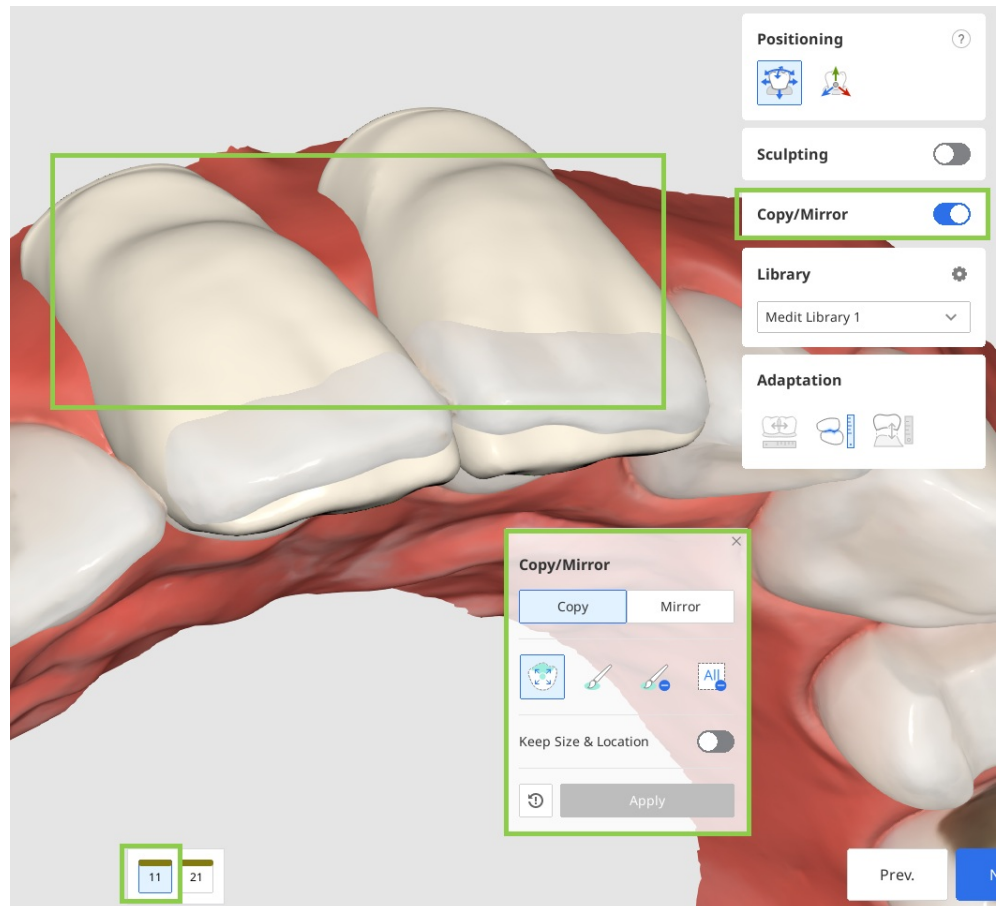 Positioning
?
Sculpting
Copy/Mirror
Library
Medit Library 1
Adaptation
Copy/Mirror
Copy Mirror
All
Keep Size & Location
Apply
11 21
Prev. N